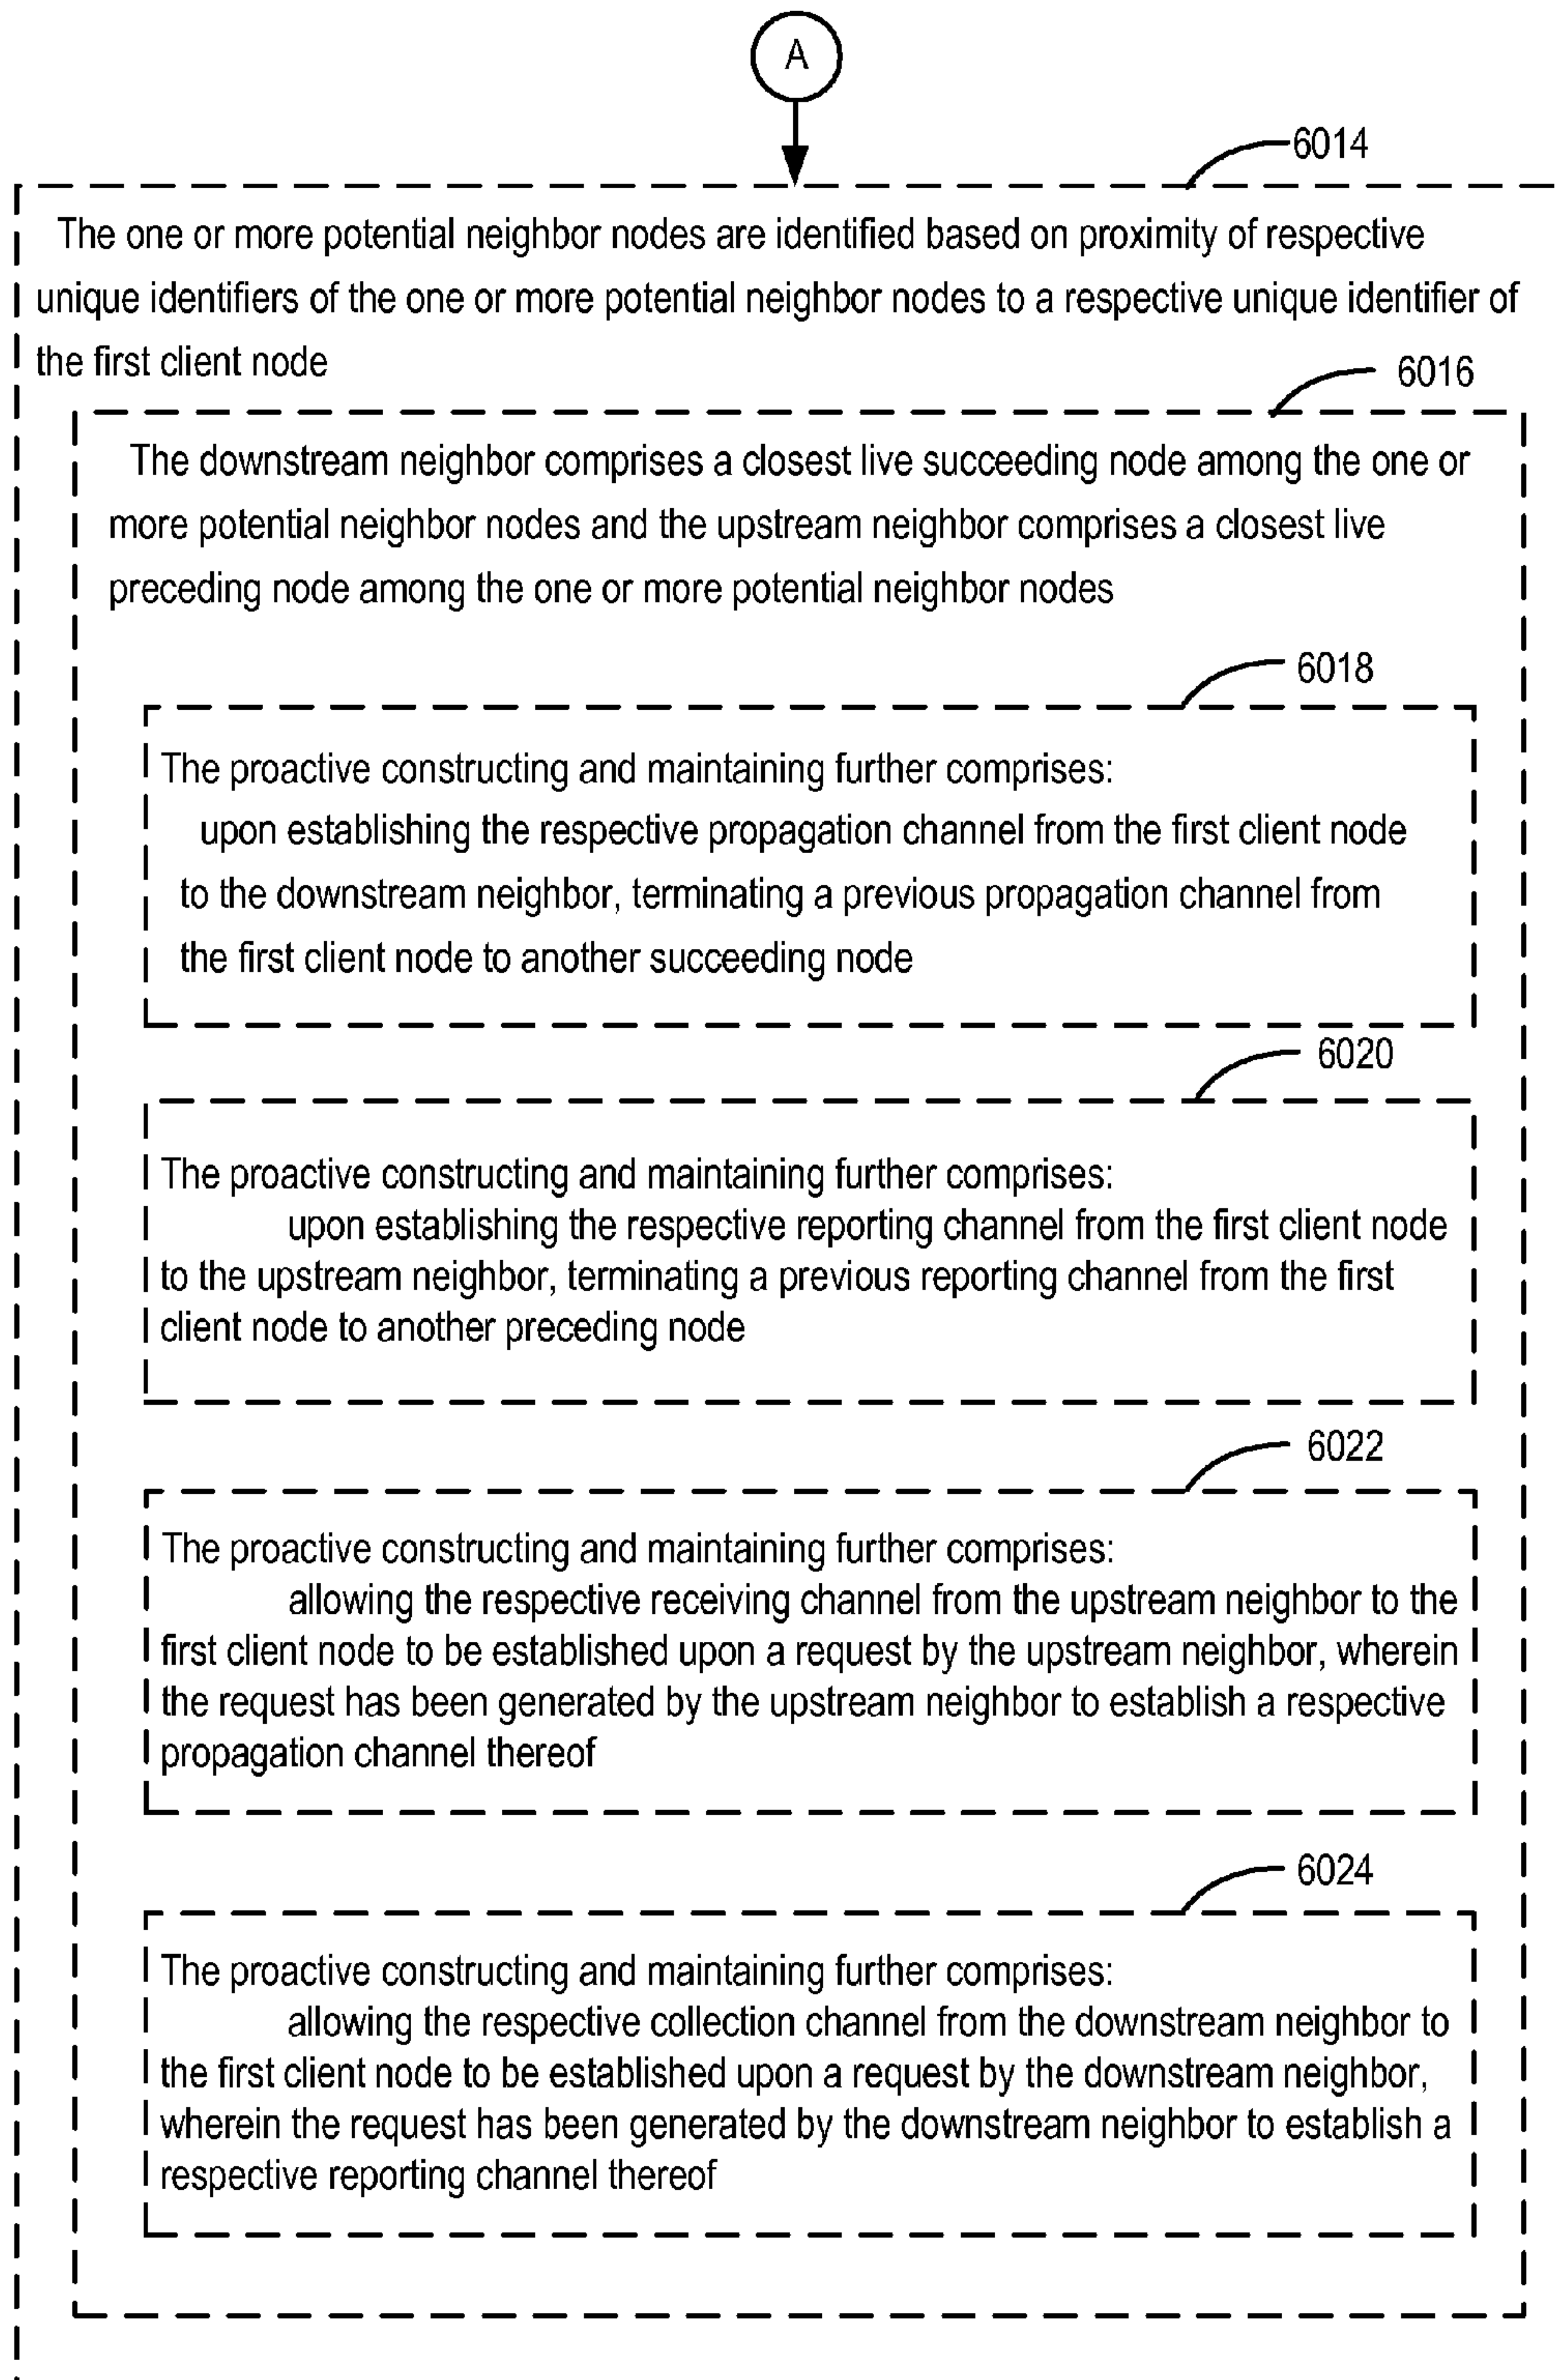 A
6014
The one or more potential neighbor nodes are identified based on proximity of respective
unique identifiers of the one or more potential neighbor nodes to a respective unique identifier of
the first client node
6016
The downstream neighbor comprises a closest live succeeding node among the one or
more potential neighbor nodes and the upstream neighbor comprises a closest live
preceding node among the one or more potential neighbor nodes
6018
The proactive constructing and maintaining further comprises:
upon establishing the respective propagation channel from the first client node
to the downstream neighbor, terminating a previous propagation channel from
the first client node to another succeeding node
6020
The proactive constructing and maintaining further comprises:
upon establishing the respective reporting channel from the first client node
to the upstream neighbor, terminating a previous reporting channel from the first
client node to another preceding node
6022
The proactive constructing and maintaining further comprises:
allowing the respective receiving channel from the upstream neighbor to the
first client node to be established upon a request by the upstream neighbor, wherein
the request has been generated by the upstream neighbor to establish a respective
propagation channel thereof
6024
The proactive constructing and maintaining further comprises:
allowing the respective collection channel from the downstream neighbor to
the first client node to be established upon a request by the downstream neighbor,
wherein the request has been generated by the downstream neighbor to establish a
respective reporting channel thereof